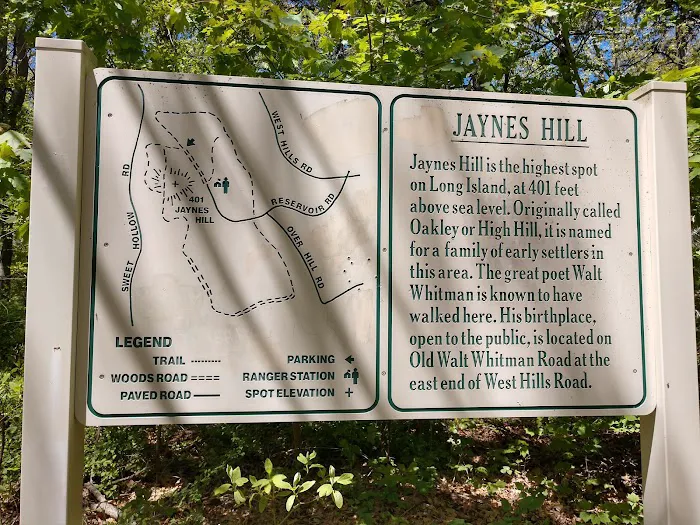 SWEET HOLLOW RD
WEST HILLS RD
401
JAYNES
HILL
RESERVOIR RD
OVER HILL RD
LEGEND
TRAIL
WOODS ROAD
PAVED ROAD
PARKING
RANGER STATION
SPOT ELEVATION +
JAYNES HILL
Jaynes Hill is the highest spot
on Long Island, at 401 feet
above sea level. Originally called
Oakley or High Hill, it is named
for a family of early settlers in
this area. The great poet Walt
Whitman is known to have
walked here. His birthplace,
open to the public, is located on
Old Walt Whitman Road at the
east end of West Hills Road.